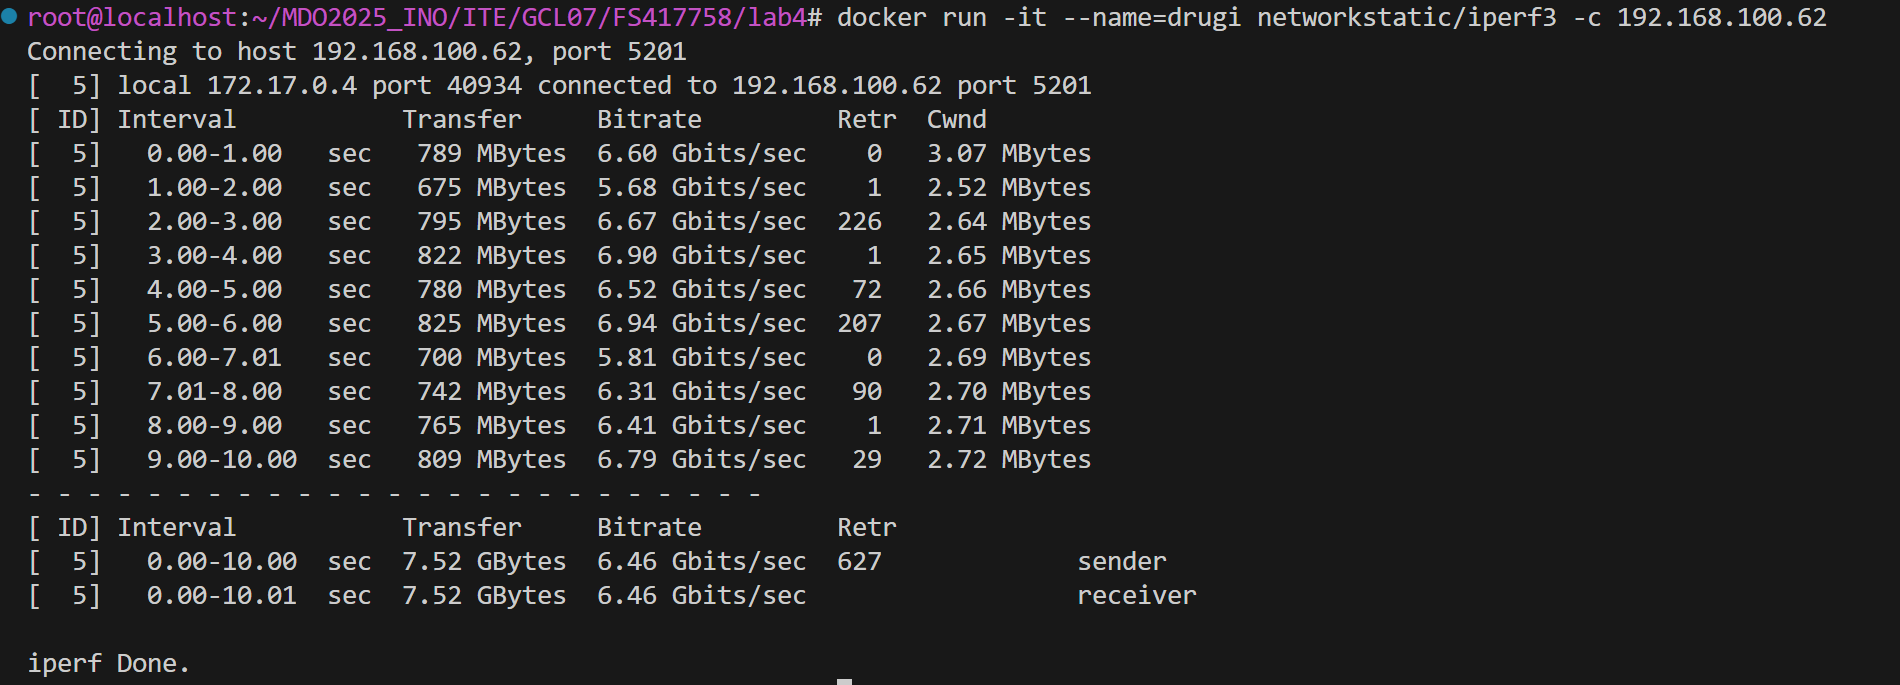 root@localhost:~/MDO2025_INO/ITE/GCL07/FS417758/lab4# docker run -it --name=drugi networkstatic/iperf3 -c 192.168.100.62
Connecting to host 192.168.100.62, port 5201
[  5] local 172.17.0.4 port 40934 connected to 192.168.100.62 port 5201
[ ID] Interval           Transfer     Bitrate         Retr  Cwnd
[  5]   0.00-1.00   sec   789 MBytes  6.60 Gbits/sec    0   3.07 MBytes
[  5]   1.00-2.00   sec   675 MBytes  5.68 Gbits/sec    1   2.52 MBytes
[  5]   2.00-3.00   sec   795 MBytes  6.67 Gbits/sec  226   2.64 MBytes
[  5]   3.00-4.00   sec   822 MBytes  6.90 Gbits/sec    1   2.65 MBytes
[  5]   4.00-5.00   sec   780 MBytes  6.52 Gbits/sec   72   2.66 MBytes
[  5]   5.00-6.00   sec   825 MBytes  6.94 Gbits/sec  207   2.67 MBytes
[  5]   6.00-7.01   sec   700 MBytes  5.81 Gbits/sec    0   2.69 MBytes
[  5]   7.01-8.00   sec   742 MBytes  6.31 Gbits/sec   90   2.70 MBytes
[  5]   8.00-9.00   sec   765 MBytes  6.41 Gbits/sec    1   2.71 MBytes
[  5]   9.00-10.00  sec   809 MBytes  6.79 Gbits/sec   29   2.72 MBytes
- - - - - - - - - - - - - - - - - - - - - - - - -
[ ID] Interval           Transfer     Bitrate         Retr
[  5]   0.00-10.00  sec  7.52 GBytes  6.46 Gbits/sec  627             sender
[  5]   0.00-10.01  sec  7.52 GBytes  6.46 Gbits/sec                  receiver
iperf Done.